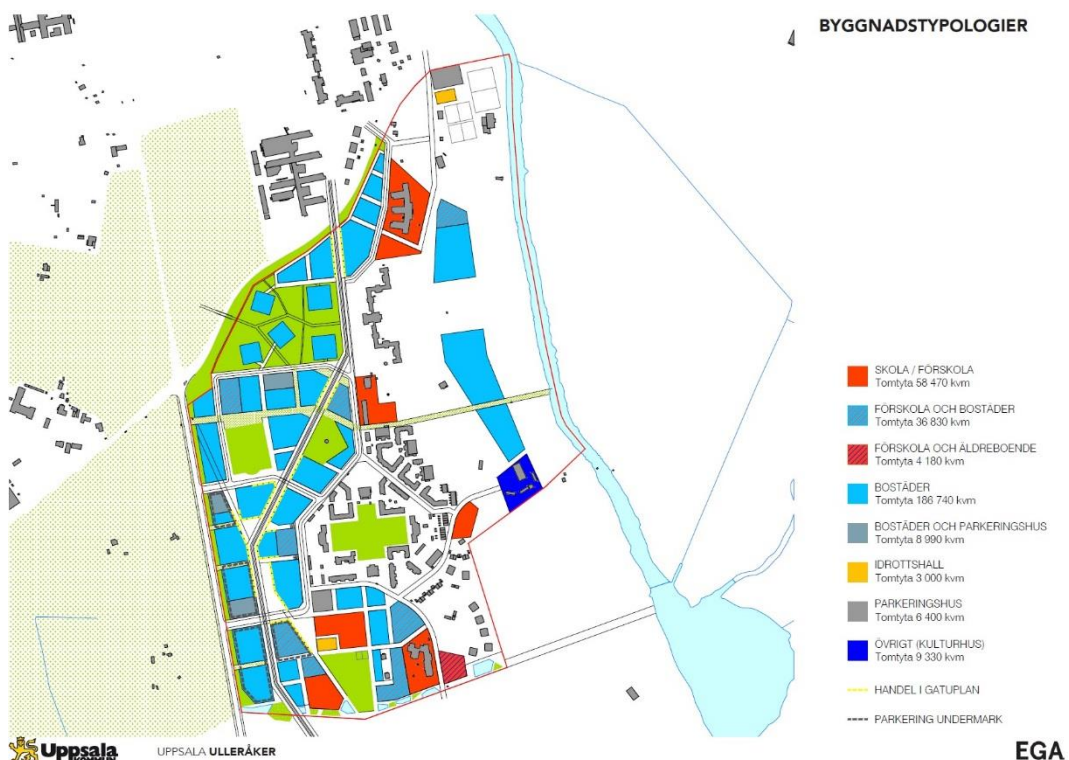 BYGGNADSTYPOLOGIER
SKOLA / FÖRSKOLA
Tomtyta 58 470 kvm
FÖRSKOLA OCH BOSTÄDER
Tomtyta 36 830 kvm
FÖRSKOLA OCH ÄLDREBOENDE
Tomtyta 4 180 kvm
BOSTÄDER
Tomtyta 186 740 kvm
BOSTÄDER OCH PARKERINGSHUS
Tomtyta 8 990 kvm
IDROTTSHALL
Tomtyta 3 000 kvm
PARKERINGSHUS
Tomtyta 6 400 kvm
ÖVRIGT (KULTURHUS)
Tomtyta 9 330 kvm
HANDEL I GATUPLAN
PARKERING UNDERMARK
Uppsala
UPPSALA ULLERÅKER
EGA